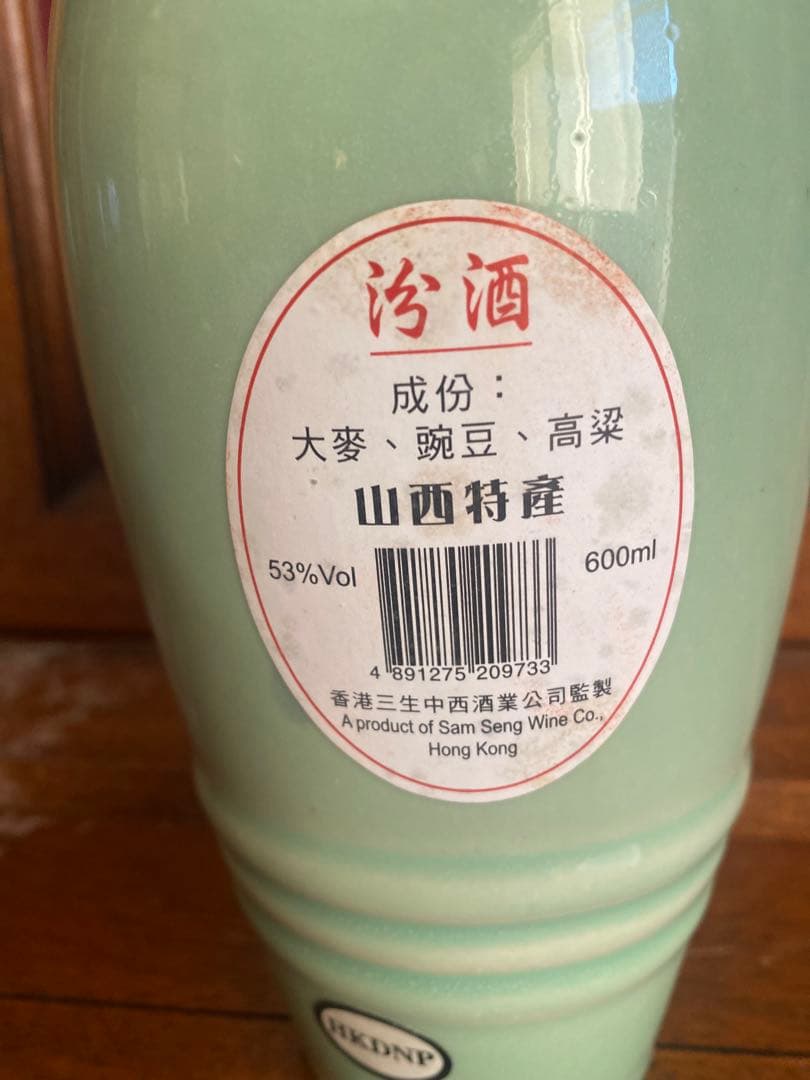 汾酒
成份：
大麥、豌豆、高粱
山西特產
53%Vol
600ml
4 891275 209733
香港三生中西酒業公司監製
A product of Sam Seng Wine Co.,
Hong Kong
HKDNP